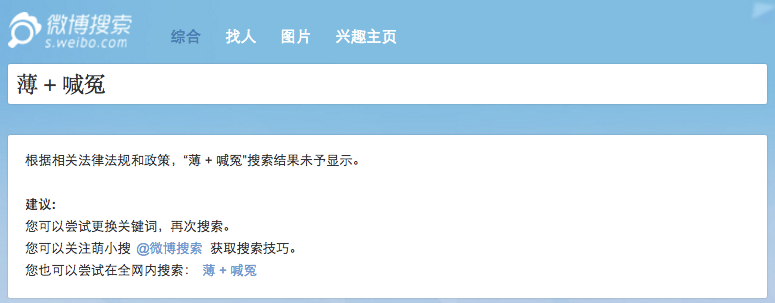 微博搜索
s.weibo.com
综合 找人 图片 兴趣主页
薄 + 喊冤
根据相关法律法规和政策，“薄 + 喊冤”搜索结果未予显示。
建议:
您可以尝试更换关键词，再次搜索。
您可以关注萌小搜 @微博搜索 获取搜索技巧。
您也可以尝试在全网内搜索： 薄 + 喊冤